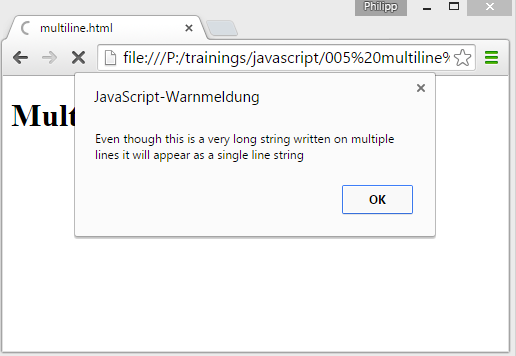 Philipp
multiline.html
file:///P:/trainings/javascript/005%20multiline%
JavaScript-Warnmeldung
Mult
Even though this is a very long string written on multiple
lines it will appear as a single line string
OK